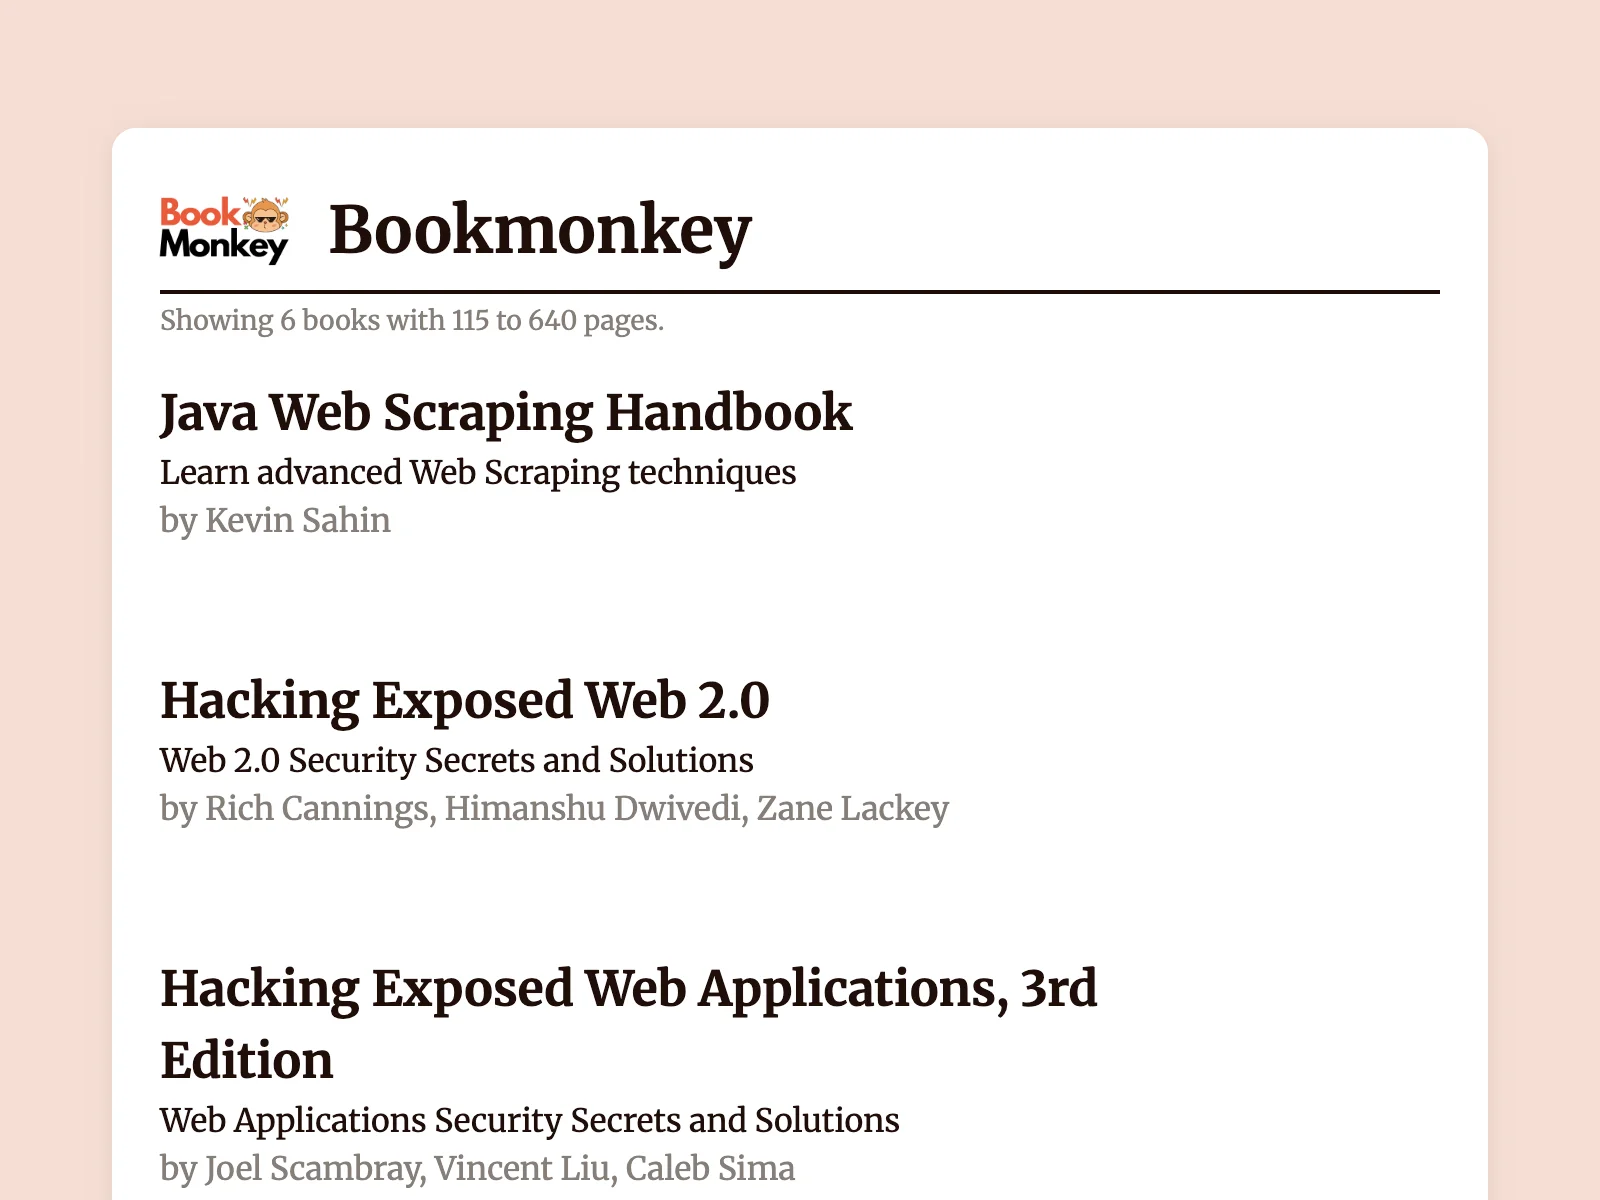 Book
Monkey
Bookmonkey
Showing 6 books with 115 to 640 pages.
Java Web Scraping Handbook
Learn advanced Web Scraping techniques
by Kevin Sahin
Hacking Exposed Web 2.0
Web 2.0 Security Secrets and Solutions
by Rich Cannings, Himanshu Dwivedi, Zane Lackey
Hacking Exposed Web Applications, 3rd
Edition
Web Applications Security Secrets and Solutions
by Joel Scambray, Vincent Liu, Caleb Sima